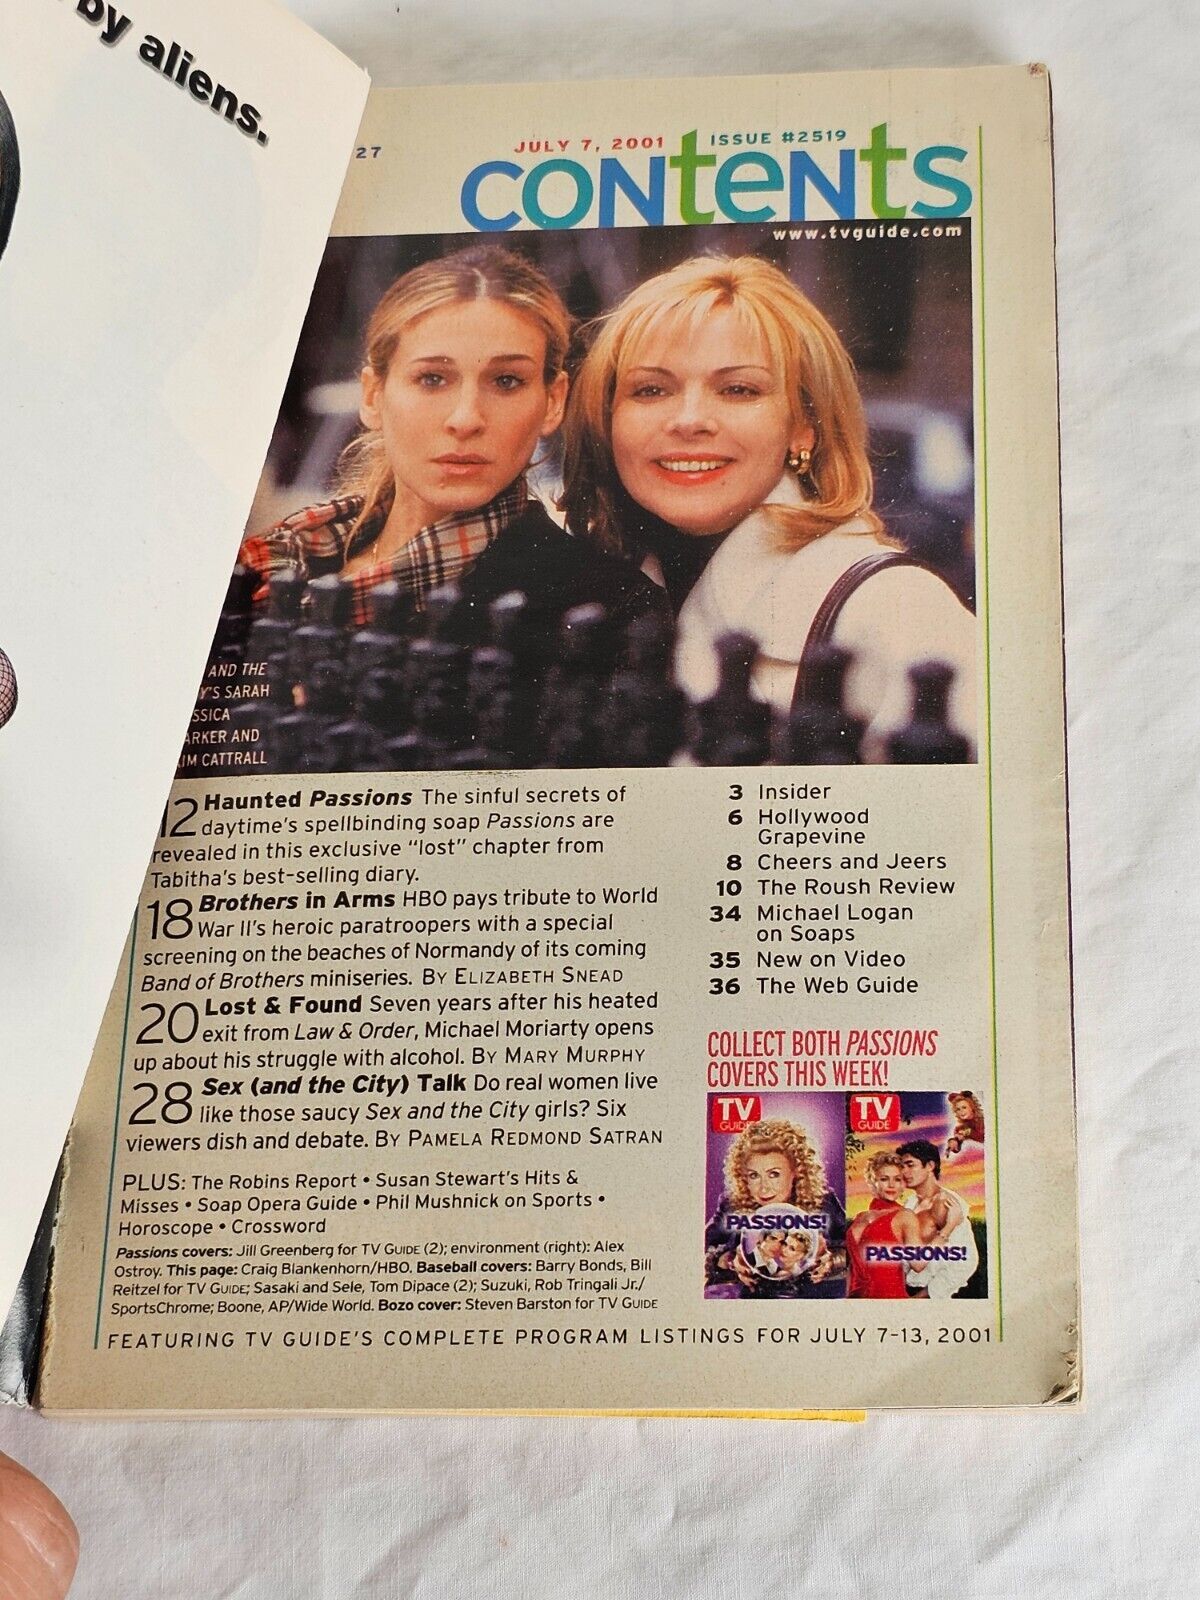 by aliens.
27
JULY 7, 2001 ISSUE #2519
contents
www.tvguide.com
AND THE
Y'S SARAH
SSICA
ARKER AND
IM CATTRALL
12 Haunted Passions The sinful secrets of
daytime's spellbinding soap Passions are
revealed in this exclusive "lost" chapter from
Tabitha's best-selling diary.
18 Brothers in Arms HBO pays tribute to World
War II's heroic paratroopers with a special
screening on the beaches of Normandy of its coming
Band of Brothers miniseries. BY ELIZABETH SNEAD
20 Lost & Found Seven years after his heated
exit from Law & Order, Michael Moriarty opens
up about his struggle with alcohol. BY MARY MURPHY
28 Sex (and the City) Talk Do real women live
like those saucy Sex and the City girls? Six
viewers dish and debate. BY PAMELA REDMOND SATRAN
PLUS: The Robins Report • Susan Stewart's Hits &
Misses • Soap Opera Guide • Phil Mushnick on Sports •
Horoscope • Crossword
Passions covers: Jill Greenberg for TV GUIDE (2); environment (right): Alex
Ostroy. This page: Craig Blankenhorn/HBO. Baseball covers: Barry Bonds, Bill
Reitzel for TV GUIDE; Sasaki and Sele, Tom Dipace (2); Suzuki, Rob Tringali Jr./
SportsChrome; Boone, AP/Wide World. Bozo cover: Steven Barston for TV GUIDE
3 Insider
6 Hollywood
Grapevine
8 Cheers and Jeers
10 The Roush Review
34 Michael Logan
on Soaps
35 New on Video
36 The Web Guide
COLLECT BOTH PASSIONS
COVERS THIS WEEK!
TV
GUIDE
PASSIONS!
TV
GUIDE
PASSIONS!
FEATURING TV GUIDE'S COMPLETE PROGRAM LISTINGS FOR JULY 7-13, 2001